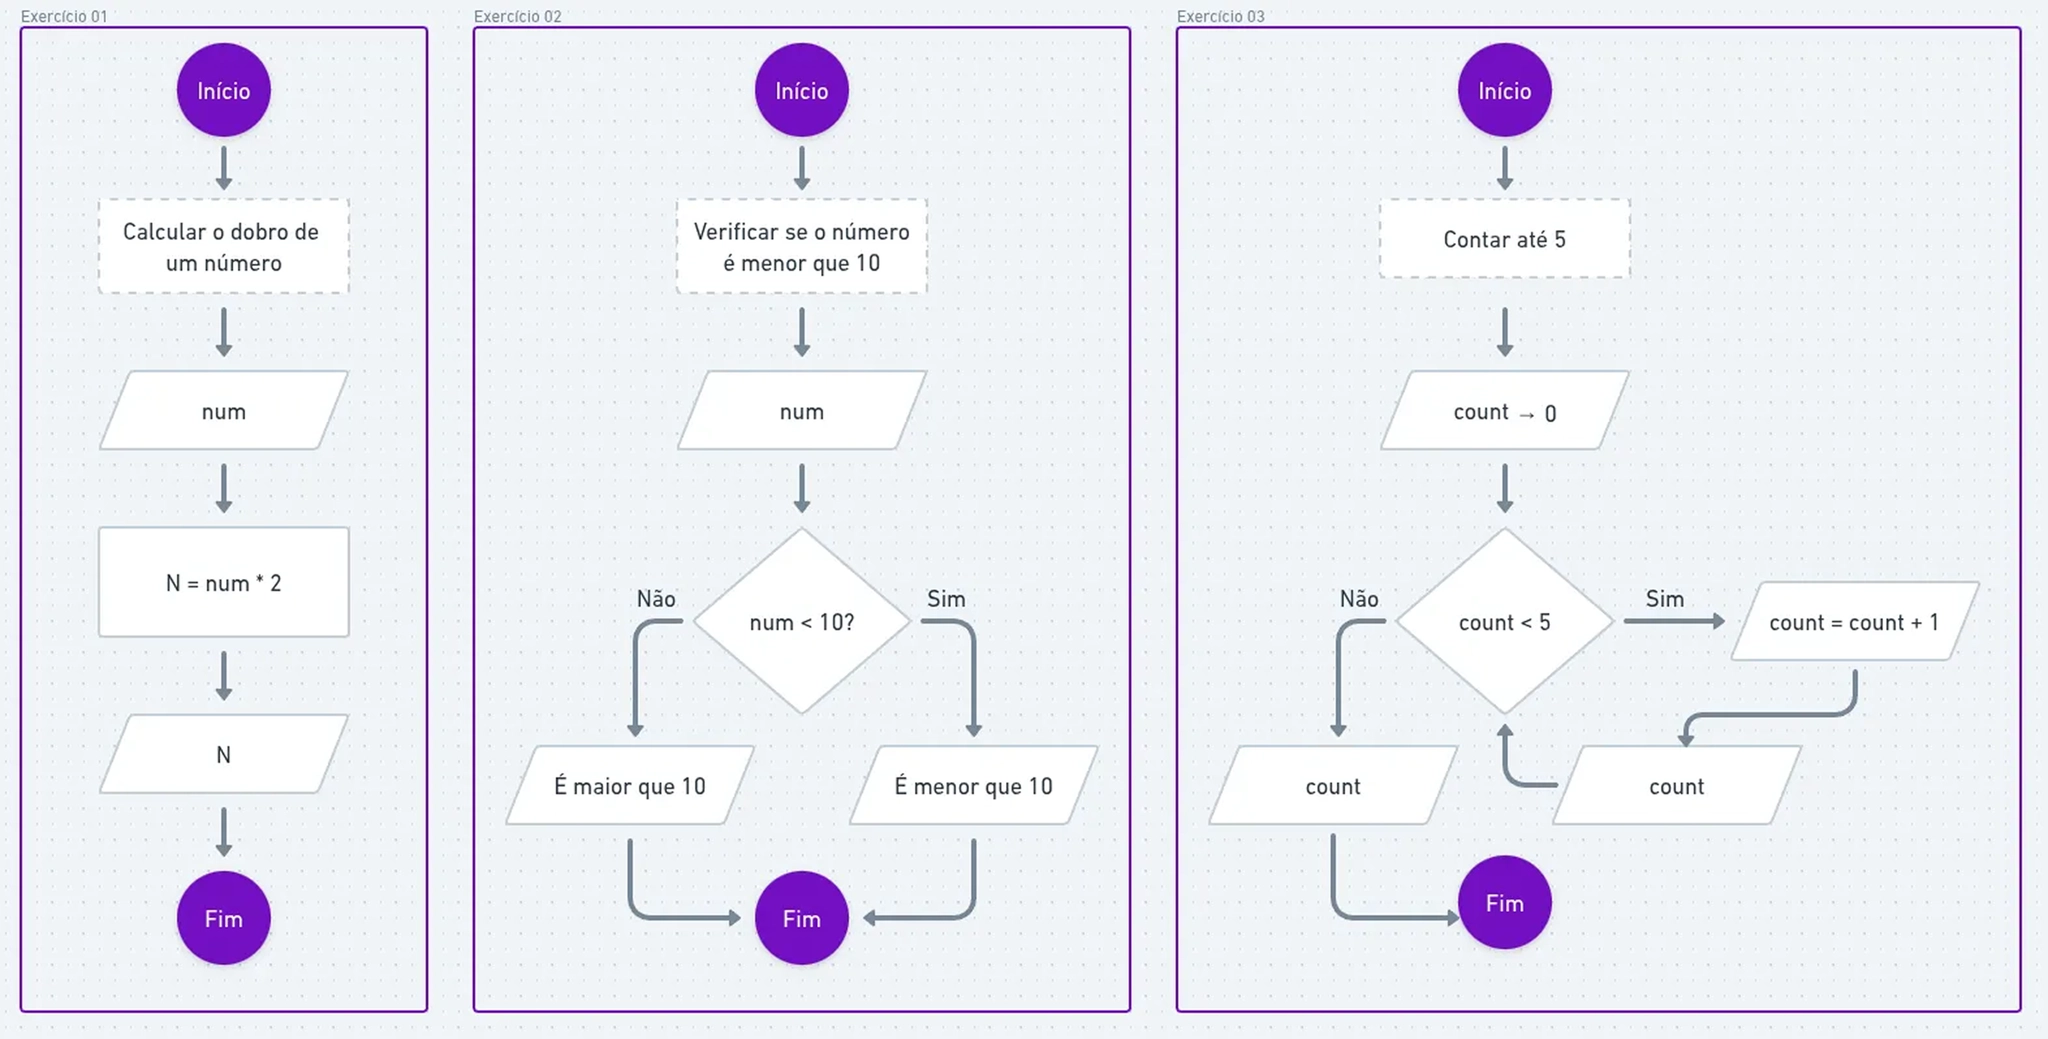 Exercício 01
Início
Calcular o dobro de
um número
num
N = num * 2
N
Fim
Exercício 02
Início
Verificar se o número
é menor que 10
num
num < 10?
Não
Sim
É maior que 10
É menor que 10
Fim
Exercício 03
Início
Contar até 5
count → 0
count < 5
Não
Sim
count = count + 1
count
count
Fim